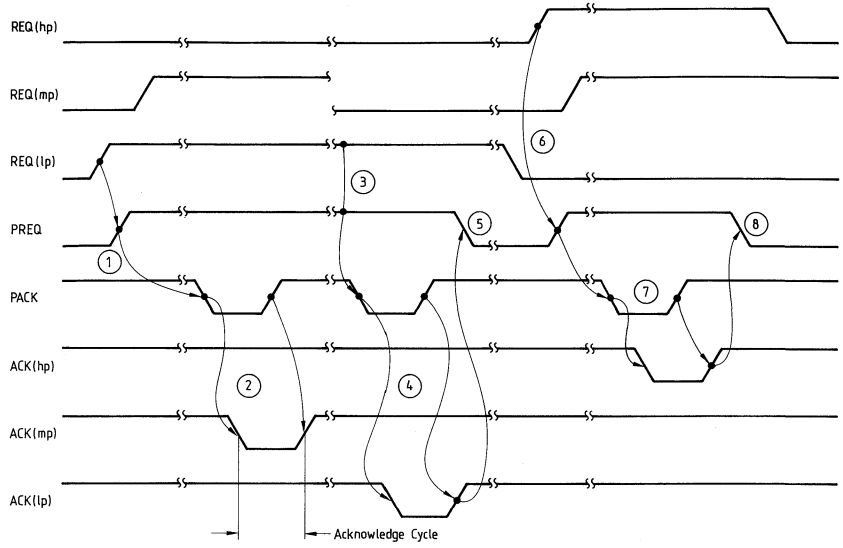 REQ(hp)
REQ(mp)
REQ(lp)
6
3
PREQ
5
8
1
PACK
7
ACK(hp)
2
4
ACK(mp)
ACK(lp)
Acknowledge Cycle